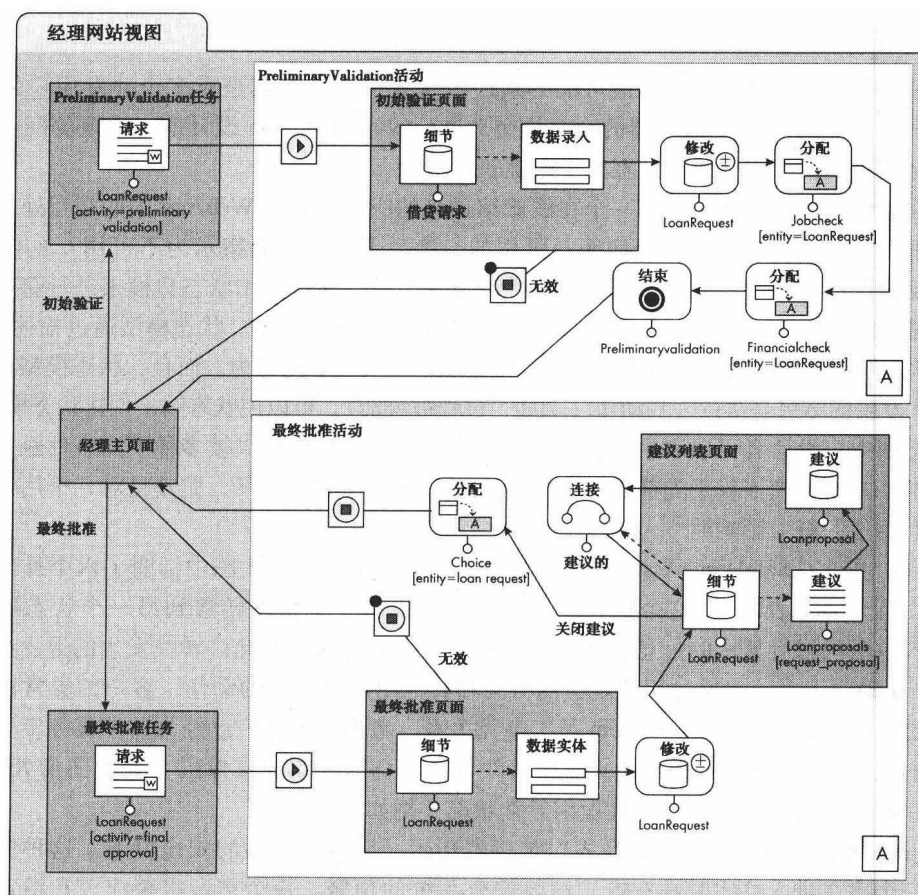 经理网站视图
PreliminaryValidation任务
请求
W
LoanRequest
[activity=preliminary
validation]
PreliminaryValidation活动
初始验证页面
细节
借贷请求
数据录入
修改
LoanRequest
分配
A
Jobcheck
[entity=LoanRequest]
无效
结束
Preliminaryvalidation
分配
A
Financialcheck
[entity=LoanRequest]
A
初始验证
经理主页面
最终批准
最终批准活动
分配
A
Choice
[entity=loan request]
连接
建议的
建议列表页面
建议
Loanproposal
细节
LoanRequest
建议
Loanproposals
[request_proposal]
关闭建议
无效
最终批准任务
请求
W
LoanRequest
[activity=final
approval]
最终批准页面
细节
LoanRequest
数据实体
修改
LoanRequest
A